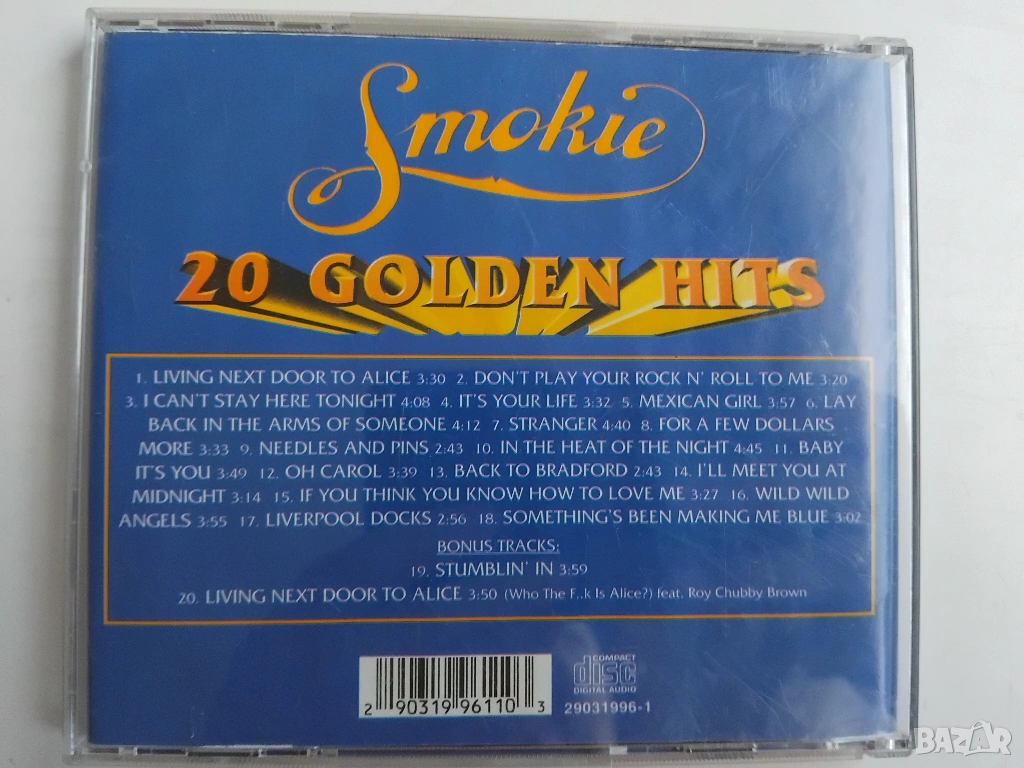 Smokie
20 GOLDEN HITS
1. LIVING NEXT DOOR TO ALICE 3:30 2. DON'T PLAY YOUR ROCK N' ROLL TO ME 3:20
3. I CAN'T STAY HERE TONIGHT 4:08 4. IT'S YOUR LIFE 3:32 5. MEXICAN GIRL 3:57 6. LAY
BACK IN THE ARMS OF SOMEONE 4:12 7. STRANGER 4:40 8. FOR A FEW DOLLARS
MORE 3:33 9. NEEDLES AND PINS 2:43 10. IN THE HEAT OF THE NIGHT 4:45 11. BABY
IT'S YOU 3:49 12. OH CAROL 3:39 13. BACK TO BRADFORD 2:43 14. I'LL MEET YOU AT
MIDNIGHT 3:14 15. IF YOU THINK YOU KNOW HOW TO LOVE ME 3:27 16. WILD WILD
ANGELS 3:55 17. LIVERPOOL DOCKS 2:56 18. SOMETHING'S BEEN MAKING ME BLUE 3:02
BONUS TRACKS:
19. STUMBLIN' IN 3:59
20. LIVING NEXT DOOR TO ALICE 3:50 (Who The F..k Is Alice?) feat. Roy Chubby Brown
COMPACT
disc
DIGITAL AUDIO
2 90319 96110 3
29031996-1
BAZAR